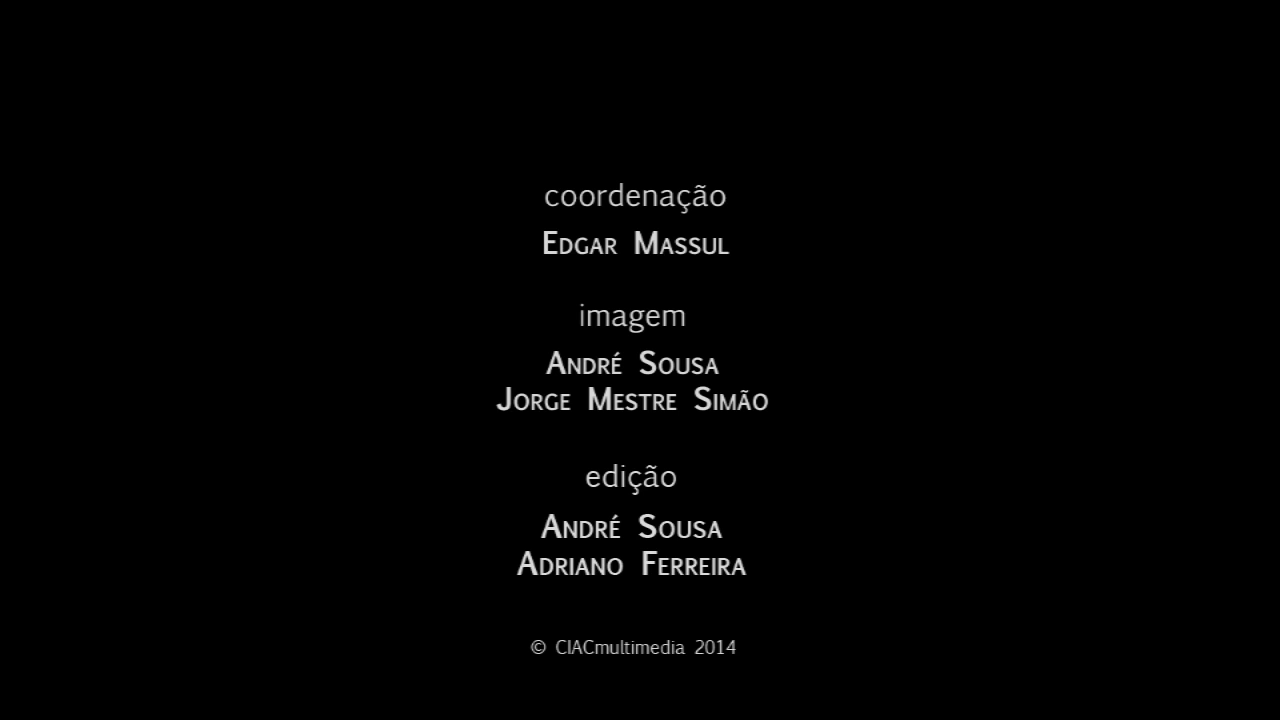 coordenação
Edgar Massul
imagem
André Sousa
Jorge Mestre Simão
edição
André Sousa
Adriano Ferreira
© CIACmultimedia 2014